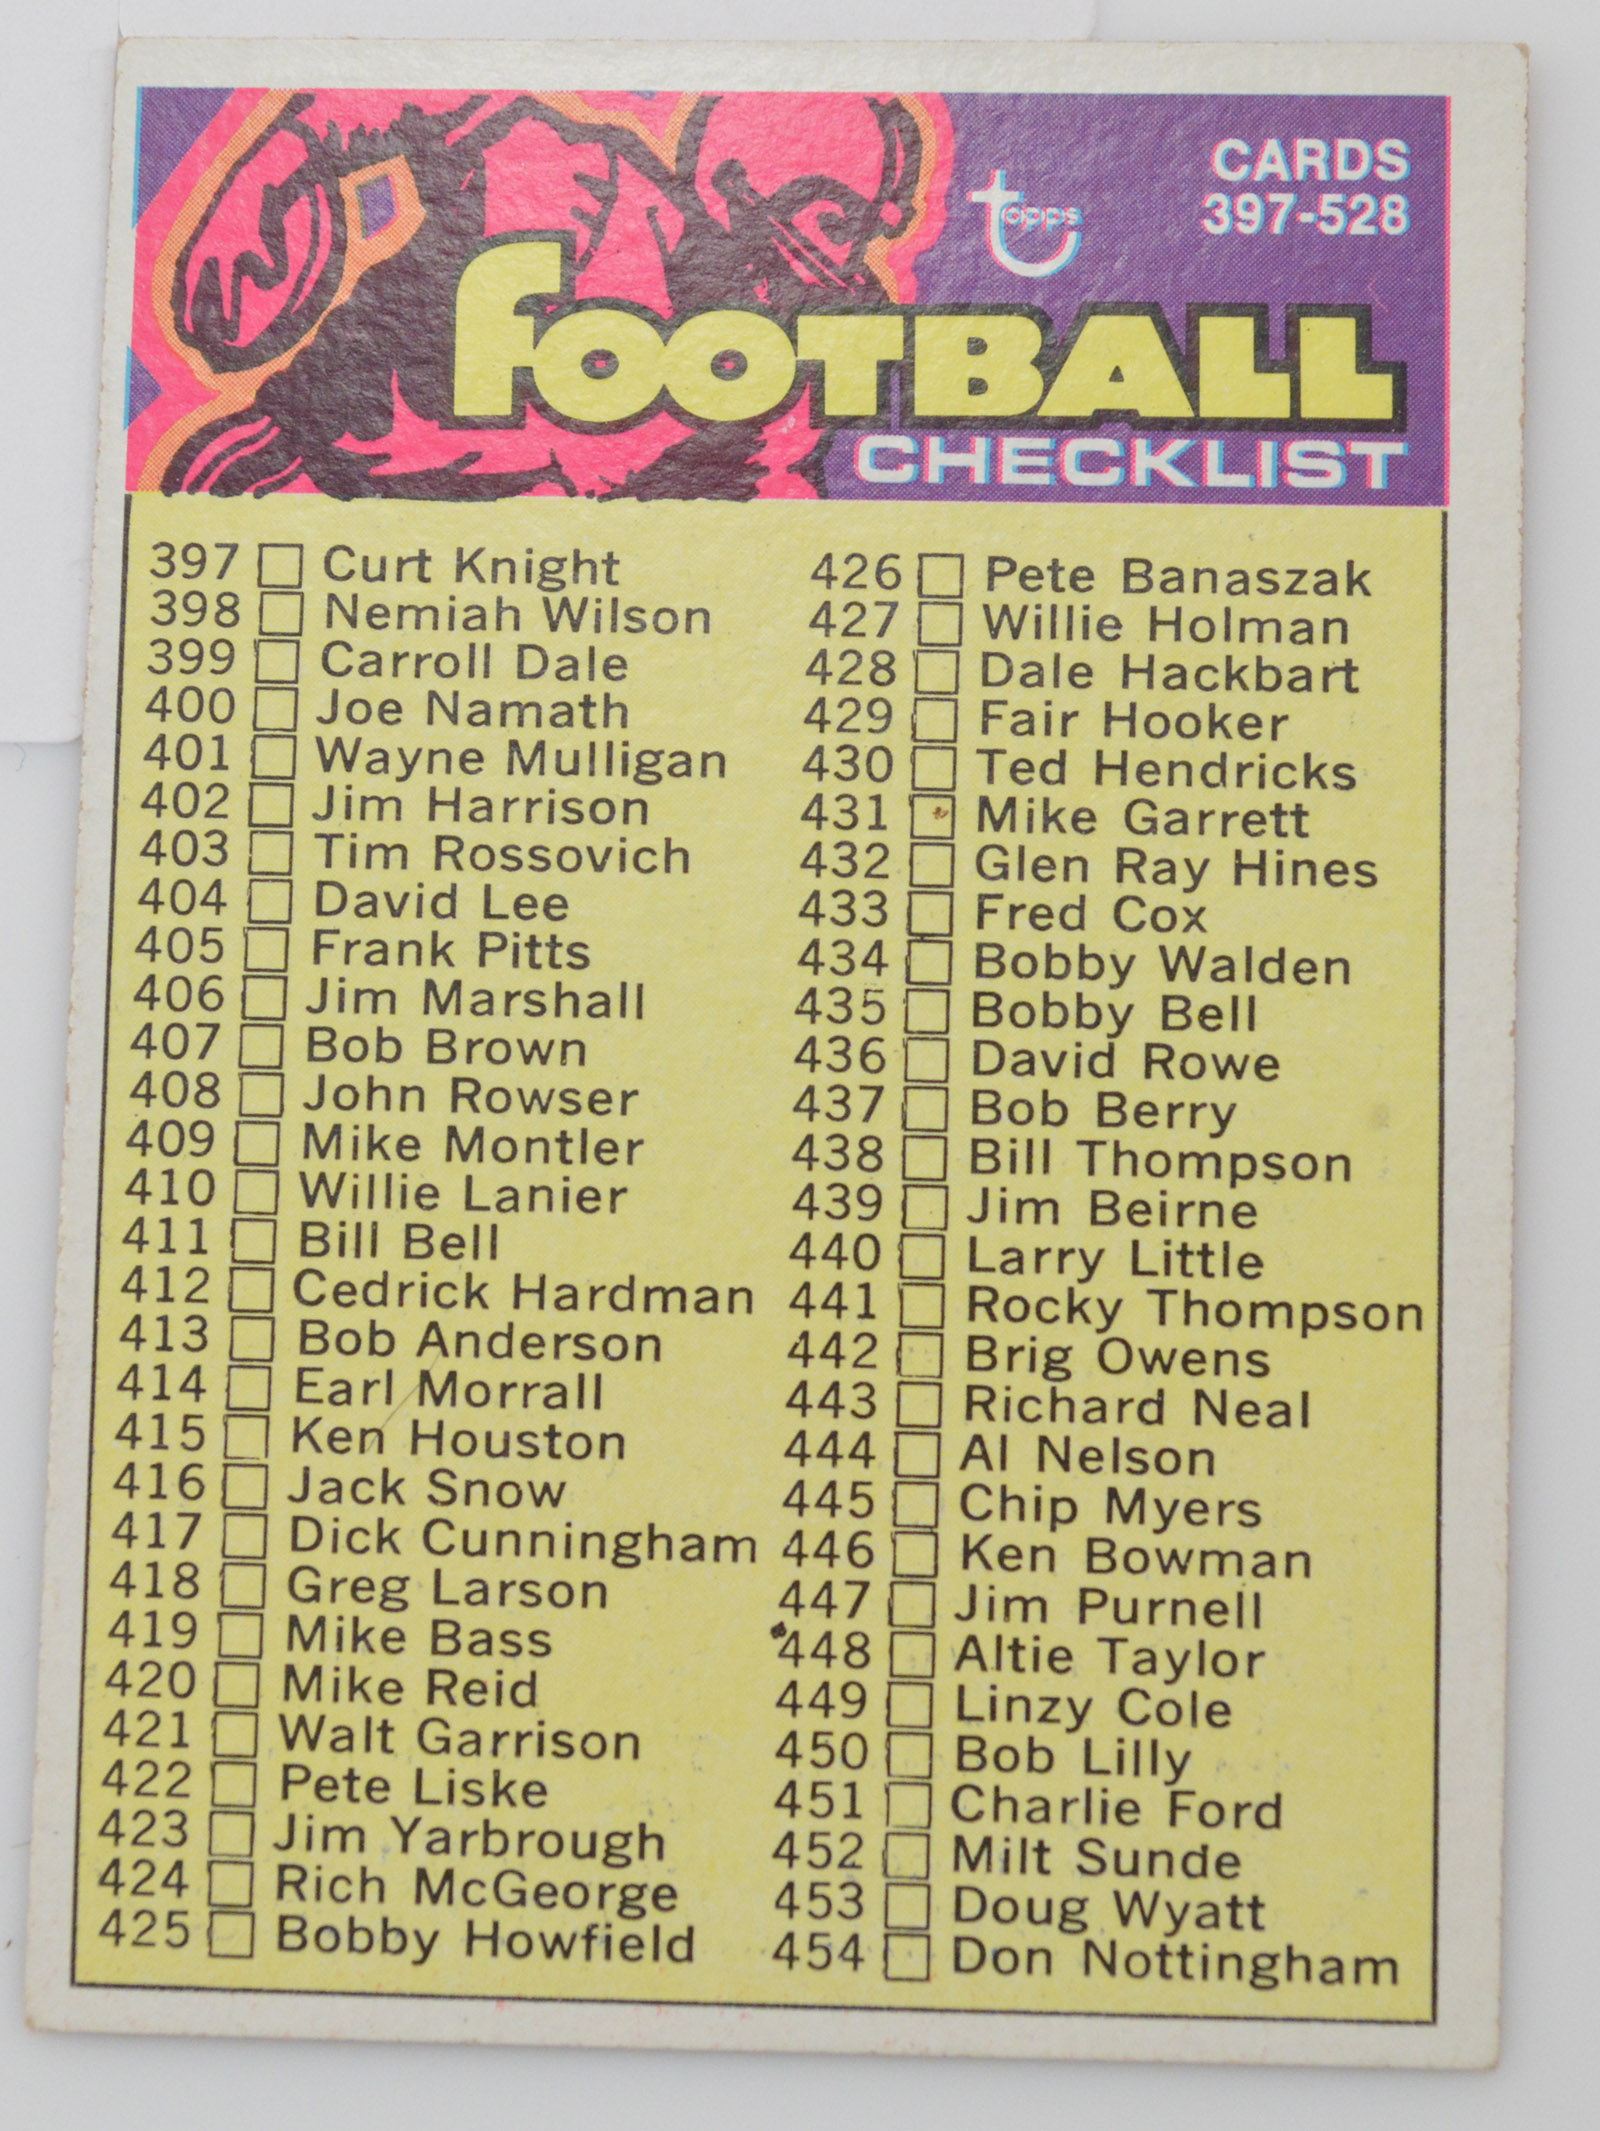 CARDS
397-528
topps
fOOTBALL
CHECKLIST
397 Curt Knight
398 Nemiah Wilson
399 Carroll Dale
400 Joe Namath
401 Wayne Mulligan
402 Jim Harrison
403 Tim Rossovich
404 David Lee
405 Frank Pitts
406 Jim Marshall
407 Bob Brown
408 John Rowser
409 Mike Montler
410 Willie Lanier
411 Bill Bell
412 Cedrick Hardman
413 Bob Anderson
414 Earl Morrall
415 Ken Houston
416 Jack Snow
417 Dick Cunningham
418 Greg Larson
419 Mike Bass
420 Mike Reid
421 Walt Garrison
422 Pete Liske
423 Jim Yarbrough
424 Rich McGeorge
425 Bobby Howfield
426 Pete Banaszak
427 Willie Holman
428 Dale Hackbart
429 Fair Hooker
430 Ted Hendricks
431 Mike Garrett
432 Glen Ray Hines
433 Fred Cox
434 Bobby Walden
435 Bobby Bell
436 David Rowe
437 Bob Berry
438 Bill Thompson
439 Jim Beirne
440 Larry Little
441 Rocky Thompson
442 Brig Owens
443 Richard Neal
444 Al Nelson
445 Chip Myers
446 Ken Bowman
447 Jim Purnell
448 Altie Taylor
449 Linzy Cole
450 Bob Lilly
451 Charlie Ford
452 Milt Sunde
453 Doug Wyatt
454 Don Nottingham